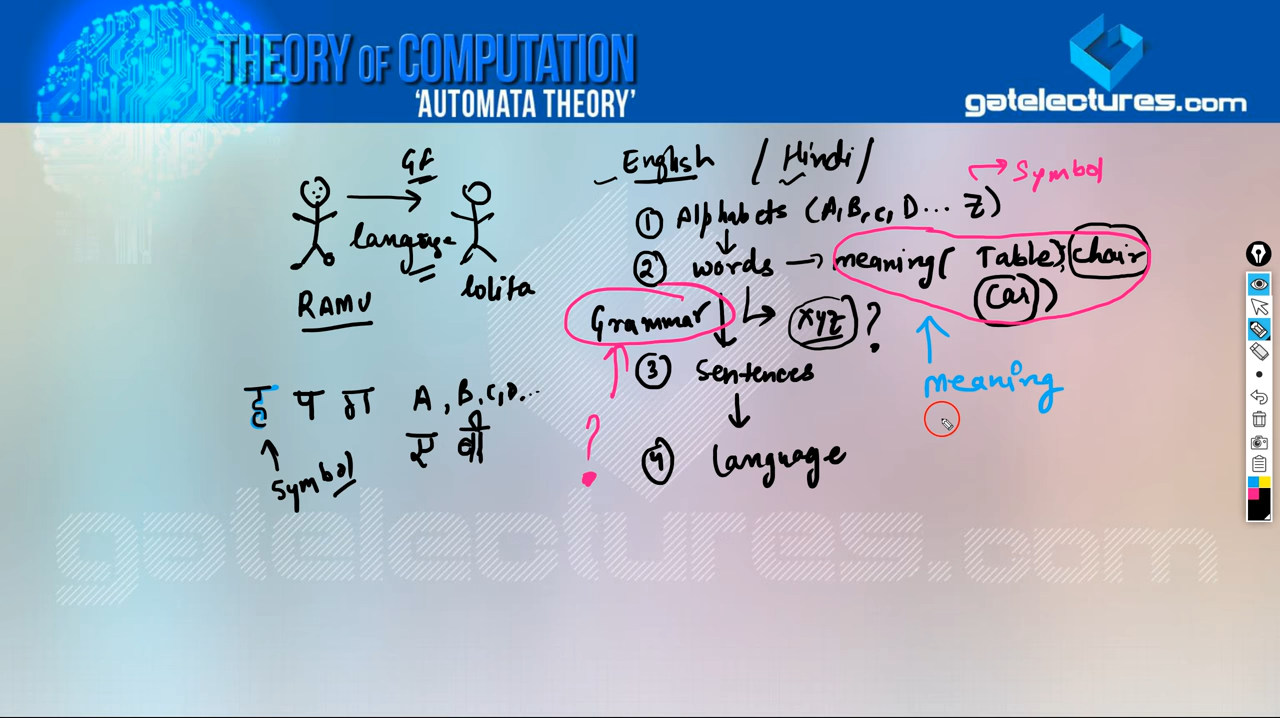 THEORY OF COMPUTATION
'AUTOMATA THEORY'
gatelectures.com
GF
language
RAMU
lolita
English / Hindi /
→ Symbol
① Alphabets (A, B, c, D... Z)
② words → meaning( Table, chair
Car)
Grammar
xyz ?
③ Sentences
meaning
④ Language
ह प ग A, B, C, D...
symbol
?
gatelectures.com